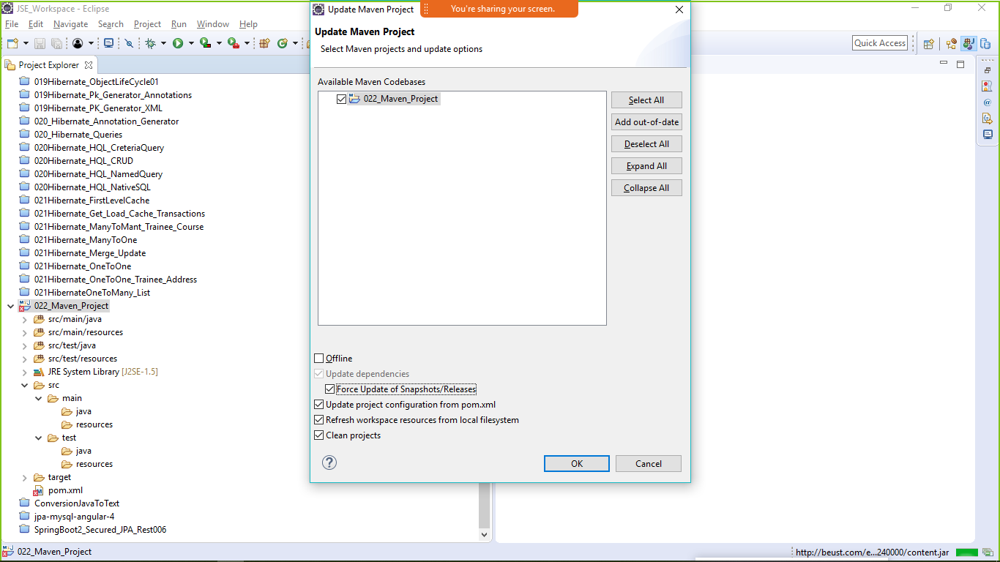 JSE_Workspace - Eclipse
File Edit Navigate Search Project Run Window Help
Quick Access
Project Explorer
019Hibernate_ObjectLifeCycle01
019Hibernate_Pk_Generator_Annotations
019Hibernate_PK_Generator_XML
020_Hibernate_Annotation_Generator
020_Hibernate_Queries
020Hibernate_HQL_CreteriaQuery
020Hibernate_HQL_CRUD
020Hibernate_HQL_NamedQuery
020Hibernate_HQL_NativeSQL
021Hibernate_FirstLevelCache
021Hibernate_Get_Load_Cache_Transactions
021Hibernate_ManyToMant_Trainee_Course
021Hibernate_ManyToOne
021Hibernate_Merge_Update
021Hibernate_OneToOne
021Hibernate_OneToOne_Trainee_Address
021HibernateOneToMany_List
022_Maven_Project
src/main/java
src/main/resources
src/test/java
src/test/resources
JRE System Library [J2SE-1.5]
src
main
java
resources
test
java
resources
target
pom.xml
ConversionJavaToText
jpa-mysql-angular-4
SpringBoot2_Secured_JPA_Rest006
Update Maven Project
You're sharing your screen.
Update Maven Project
Select Maven projects and update options
Available Maven Codebases
022_Maven_Project
Select All
Add out-of-date
Deselect All
Expand All
Collapse All
Offline
Update dependencies
Force Update of Snapshots/Releases
Update project configuration from pom.xml
Refresh workspace resources from local filesystem
Clean projects
OK
Cancel
022_Maven_Project
http://beust.com/e...240000/content.jar